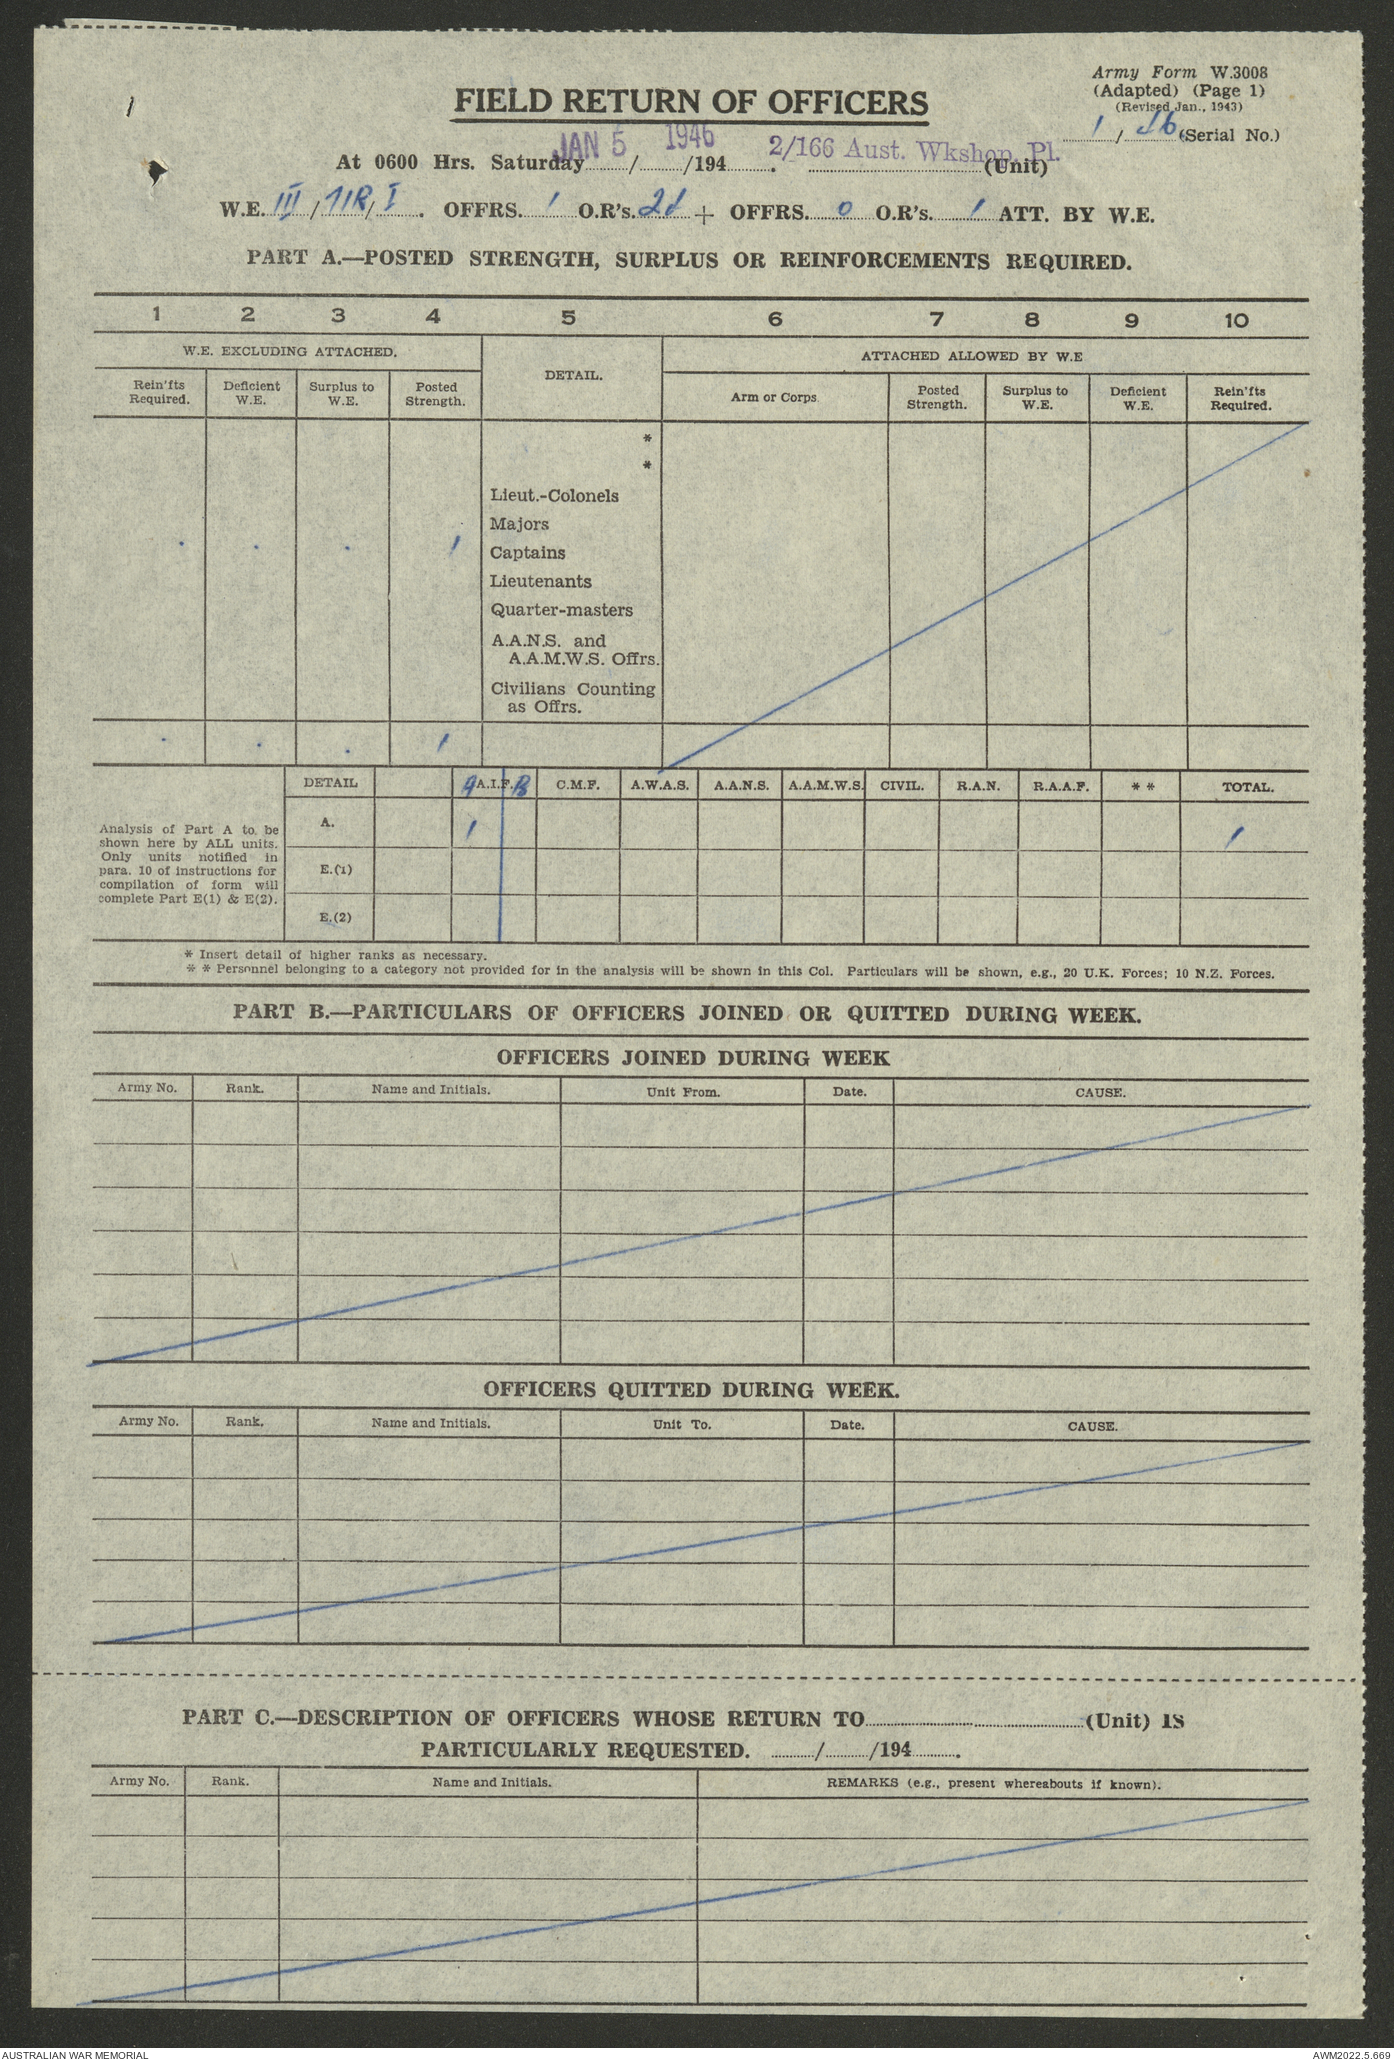 1
Army Form W.3008
(Adapted) (Page 1)
(Revised Jan., 1943)
FIELD RETURN OF OFFICERS
1 / (Serial No.)
JAN 5 1946 2/166 Aust. Wkshop. Pl.
At 0600 Hrs. Saturday / /194 . (Unit)
W.E. III / / I . OFFRS. 1 O.R's. + OFFRS. 0 O.R's. 1 ATT. BY W.E.
PART A.—POSTED STRENGTH, SURPLUS OR REINFORCEMENTS REQUIRED.
1 2 3 4 5 6 7 8 9 10
W.E. EXCLUDING ATTACHED. DETAIL. ATTACHED ALLOWED BY W.E
Rein'fts Required. Deficient W.E. Surplus to W.E. Posted Strength. Arm or Corps Posted Strength. Surplus to W.E. Deficient W.E. Rein'fts Required.
*
*
Lieut.-Colonels
Majors
. . . 1 Captains
Lieutenants
Quarter-masters
A.A.N.S. and
A.A.M.W.S. Offrs.
Civilians Counting
as Offrs.
. . . 1
DETAIL A.I.F. B C.M.F. A.W.A.S. A.A.N.S. A.A.M.W.S. CIVIL. R.A.N. R.A.A.F. * * TOTAL.
Analysis of Part A to be
shown here by ALL units.
Only units notified in
para. 10 of instructions for
compilation of form will
complete Part E(1) & E(2).
A. 1 1
E.(1)
E.(2)
* Insert detail of higher ranks as necessary.
* * Personnel belonging to a category not provided for in the analysis will be shown in this Col. Particulars will be shown, e.g., 20 U.K. Forces; 10 N.Z. Forces.
PART B.—PARTICULARS OF OFFICERS JOINED OR QUITTED DURING WEEK.
OFFICERS JOINED DURING WEEK
Army No. Rank. Name and Initials. Unit From. Date. CAUSE.
OFFICERS QUITTED DURING WEEK.
Army No. Rank. Name and Initials. Unit To. Date. CAUSE.
PART C.—DESCRIPTION OF OFFICERS WHOSE RETURN TO (Unit) IS
PARTICULARLY REQUESTED. / /194 .
Army No. Rank. Name and Initials. REMARKS (e.g., present whereabouts if known).
AUSTRALIAN WAR MEMORIAL AWM2022.5.669